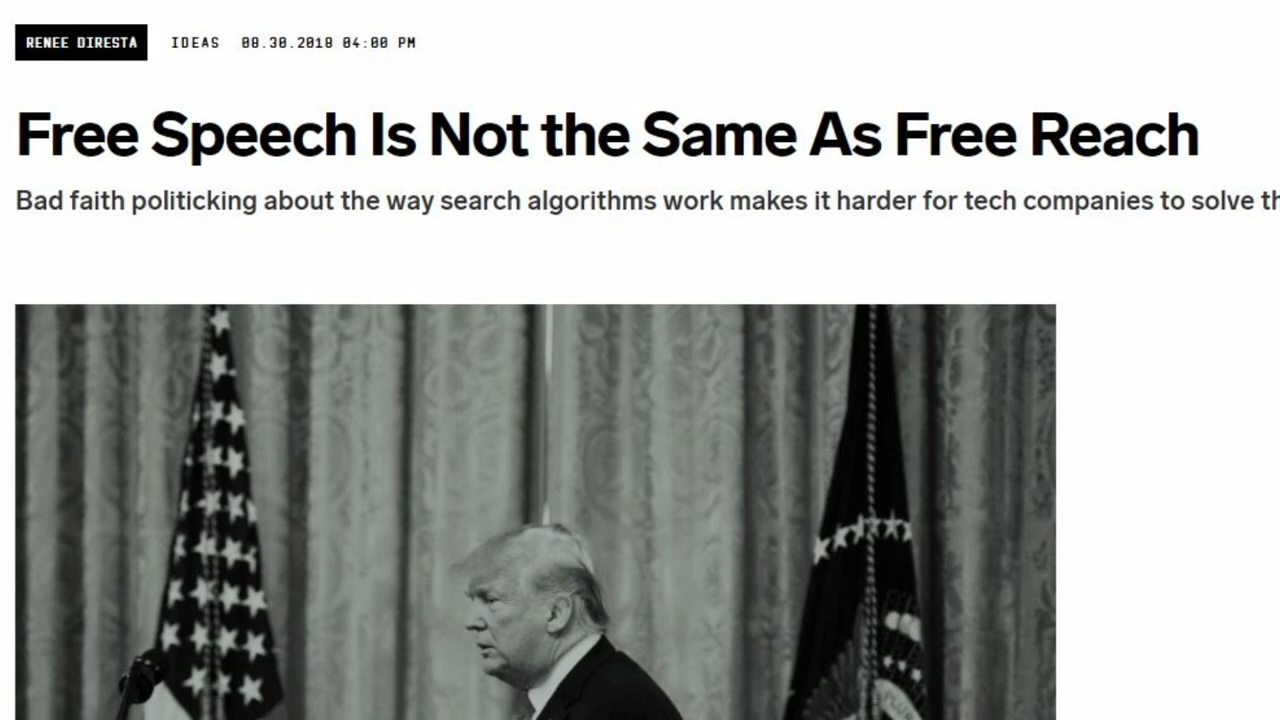 RENEE DIRESTA IDEAS 08.30.2018 04:00 PM
Free Speech Is Not the Same As Free Reach
Bad faith politicking about the way search algorithms work makes it harder for tech companies to solve th